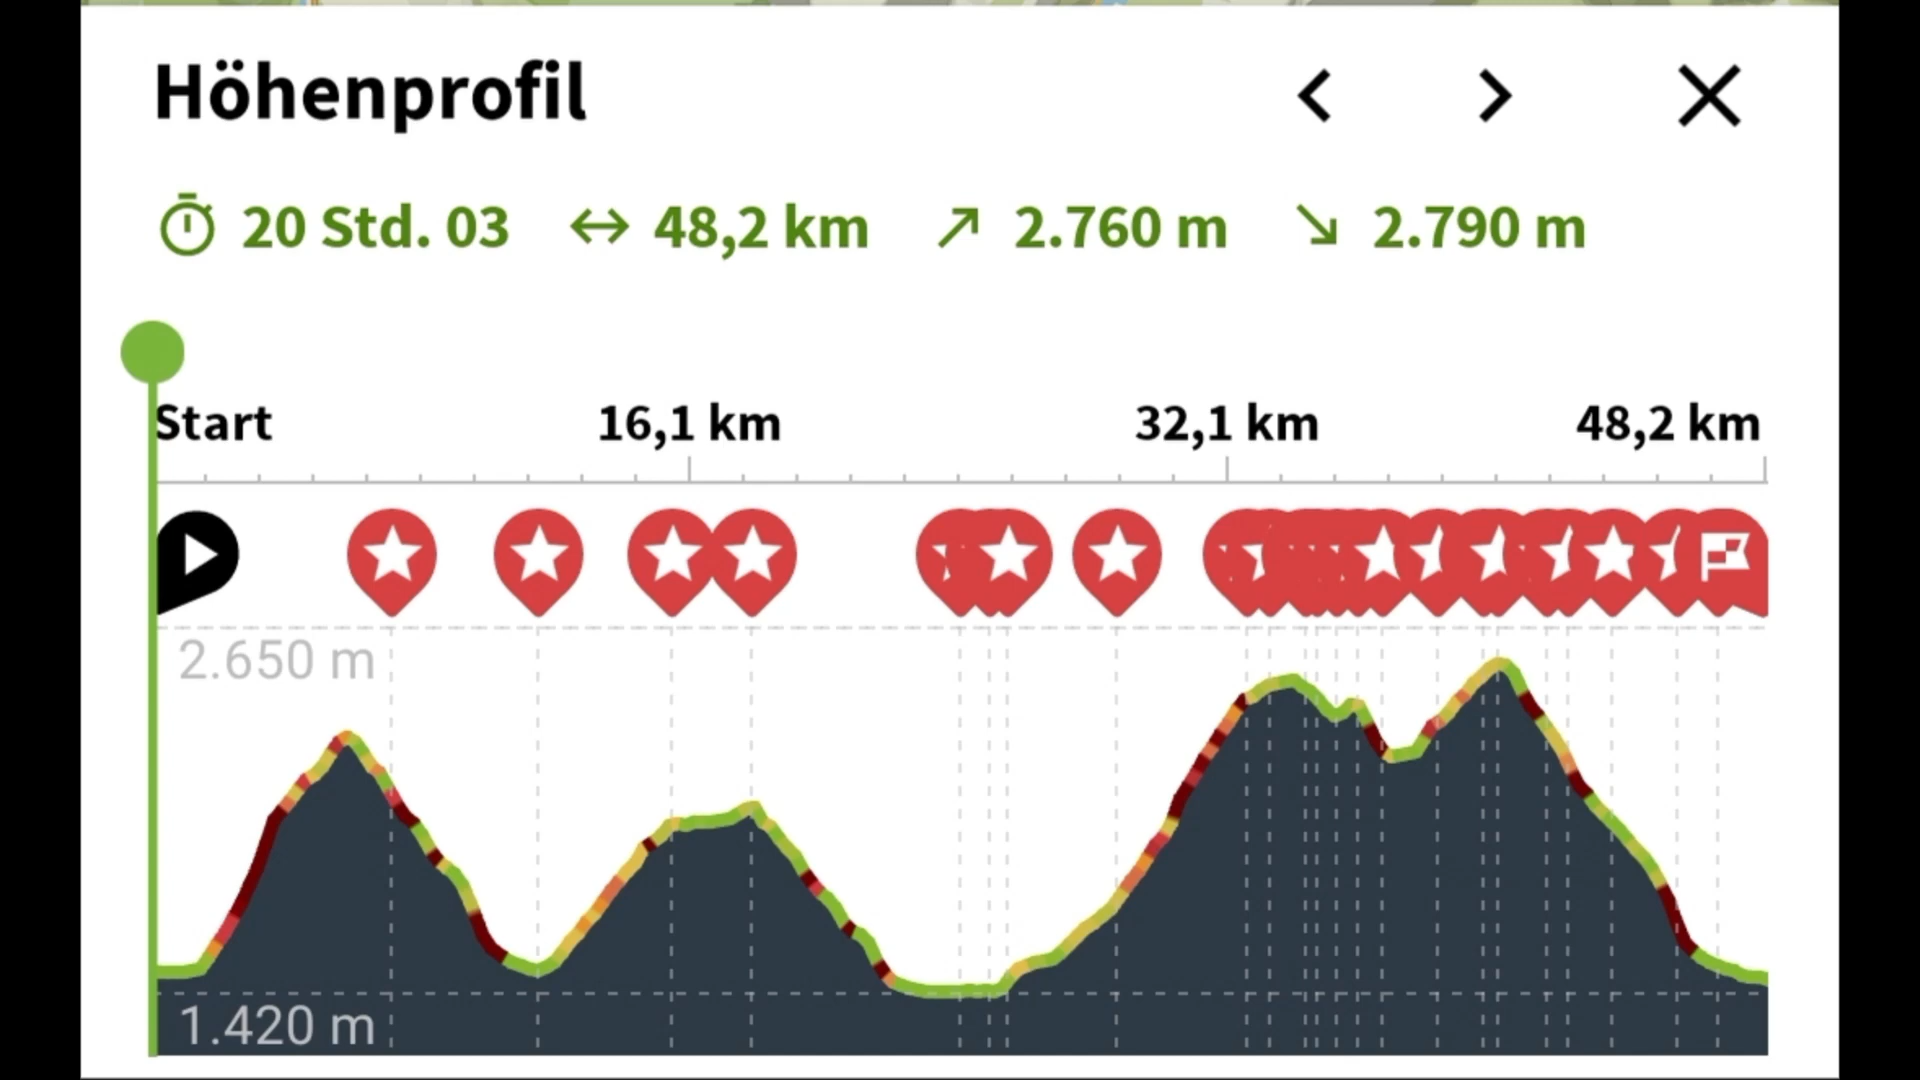 Höhenprofil
20 Std. 03 48,2 km 2.760 m 2.790 m
Start 16,1 km 32,1 km 48,2 km
2.650 m
1.420 m